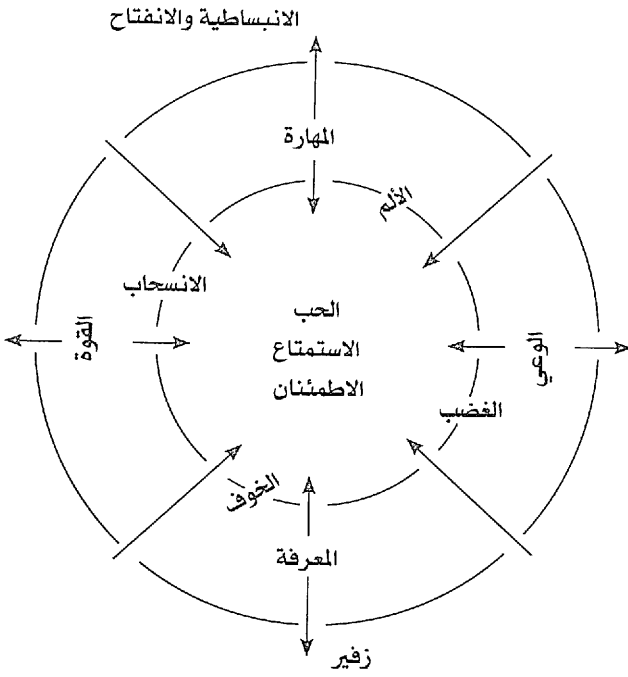 الانبساطية والانفتاح
المهارة
الألم
الانسحاب
الحب
الاستمتاع
الاطمئنان
القوة
الوعي
الغضب
الخوف
المعرفة
زفير